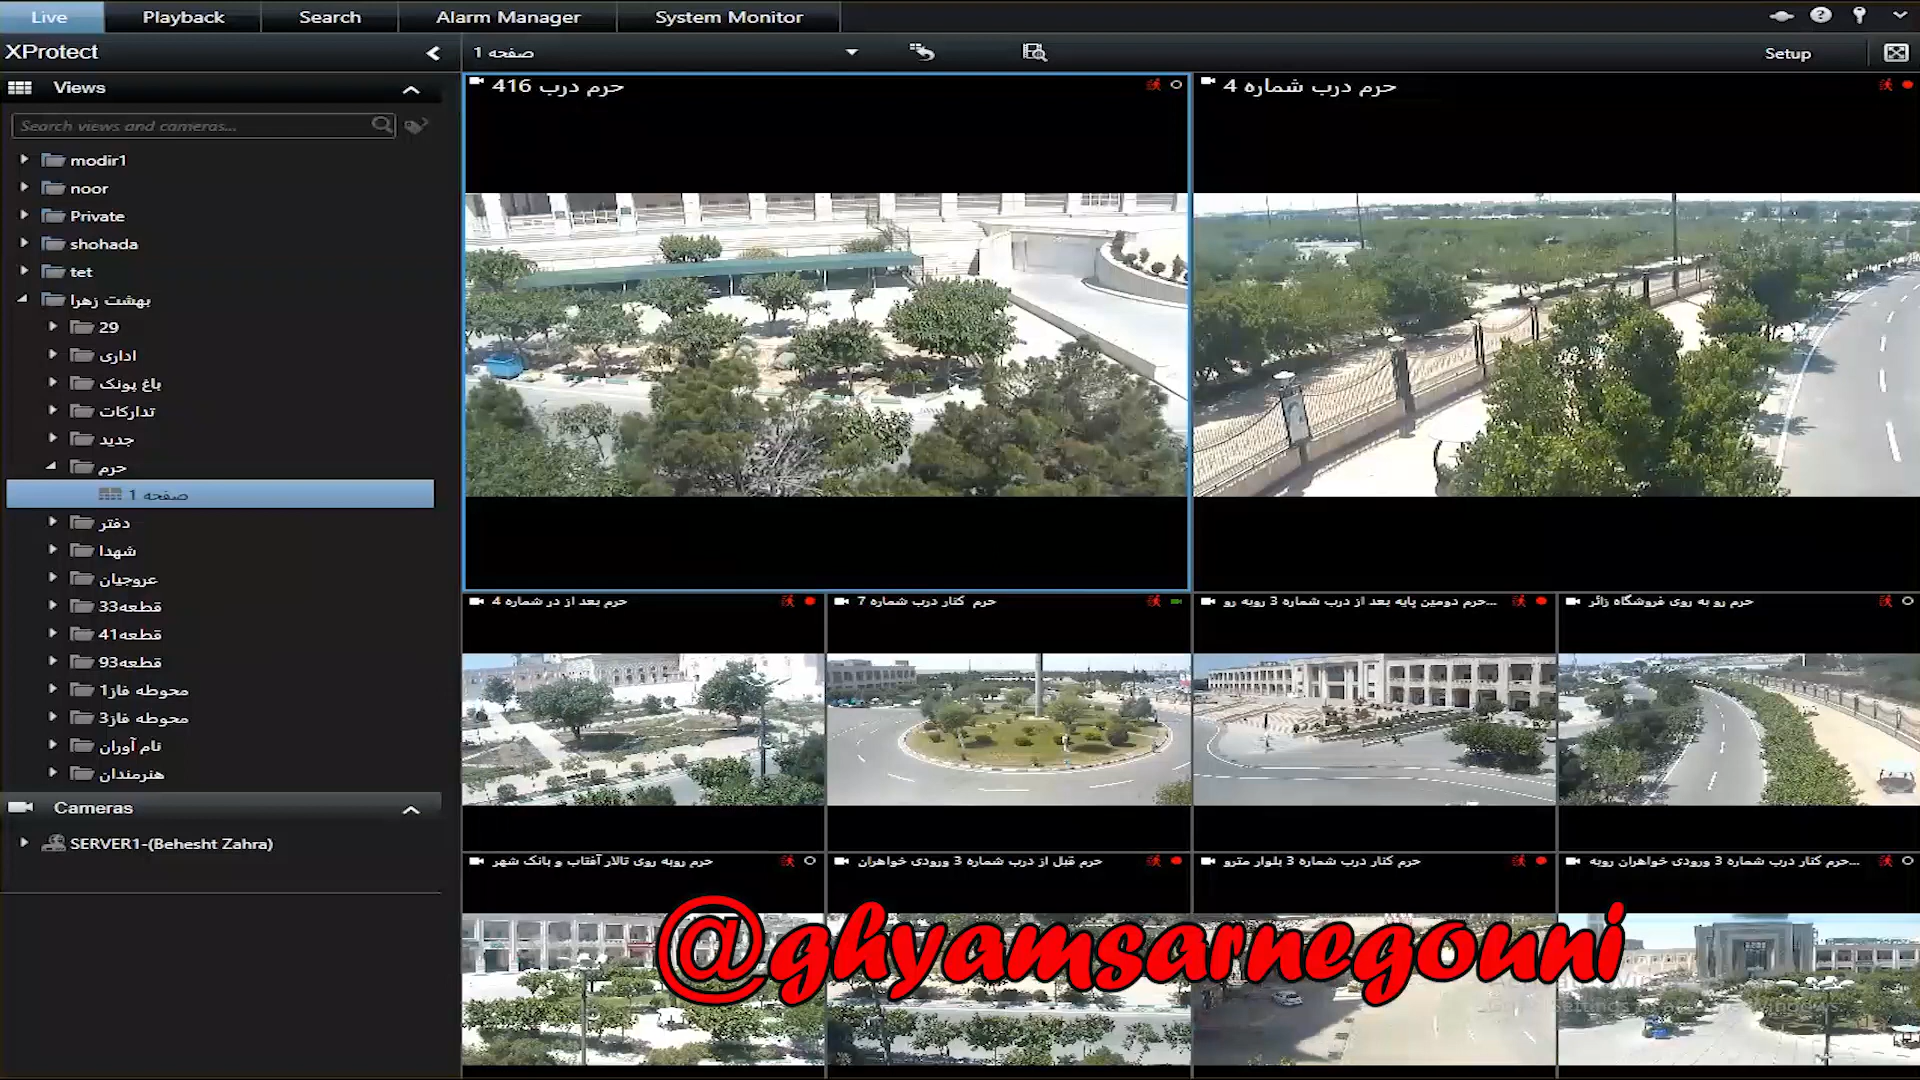 Live Playback Search Alarm Manager System Monitor
XProtect
صفحه 1
Setup
Views
Search views and cameras...
modir1
noor
Private
shohada
tet
بهشت زهرا
29
اداری
باغ پونک
تدارکات
جدید
حرم
صفحه 1
دفتر
شهدا
عروجیان
قطعه33
قطعه41
قطعه93
محوطه فاز1
محوطه فاز3
نام آوران
هنرمندان
Cameras
SERVER1-(Behesht Zahra)
حرم درب 416
حرم درب شماره 4
حرم بعد از در شماره 4
حرم کنار درب شماره 7
حرم دومین پایه بعد از درب شماره 3 روبه رو...
حرم رو به روی فروشگاه زائر
حرم روبه روی تالار آفتاب و بانک شهر
حرم قبل از درب شماره 3 ورودی خواهران
حرم کنار درب شماره 3 بلوار مترو
حرم کنار درب شماره 3 ورودی خواهران روبه...
@ghyamsarnegouni